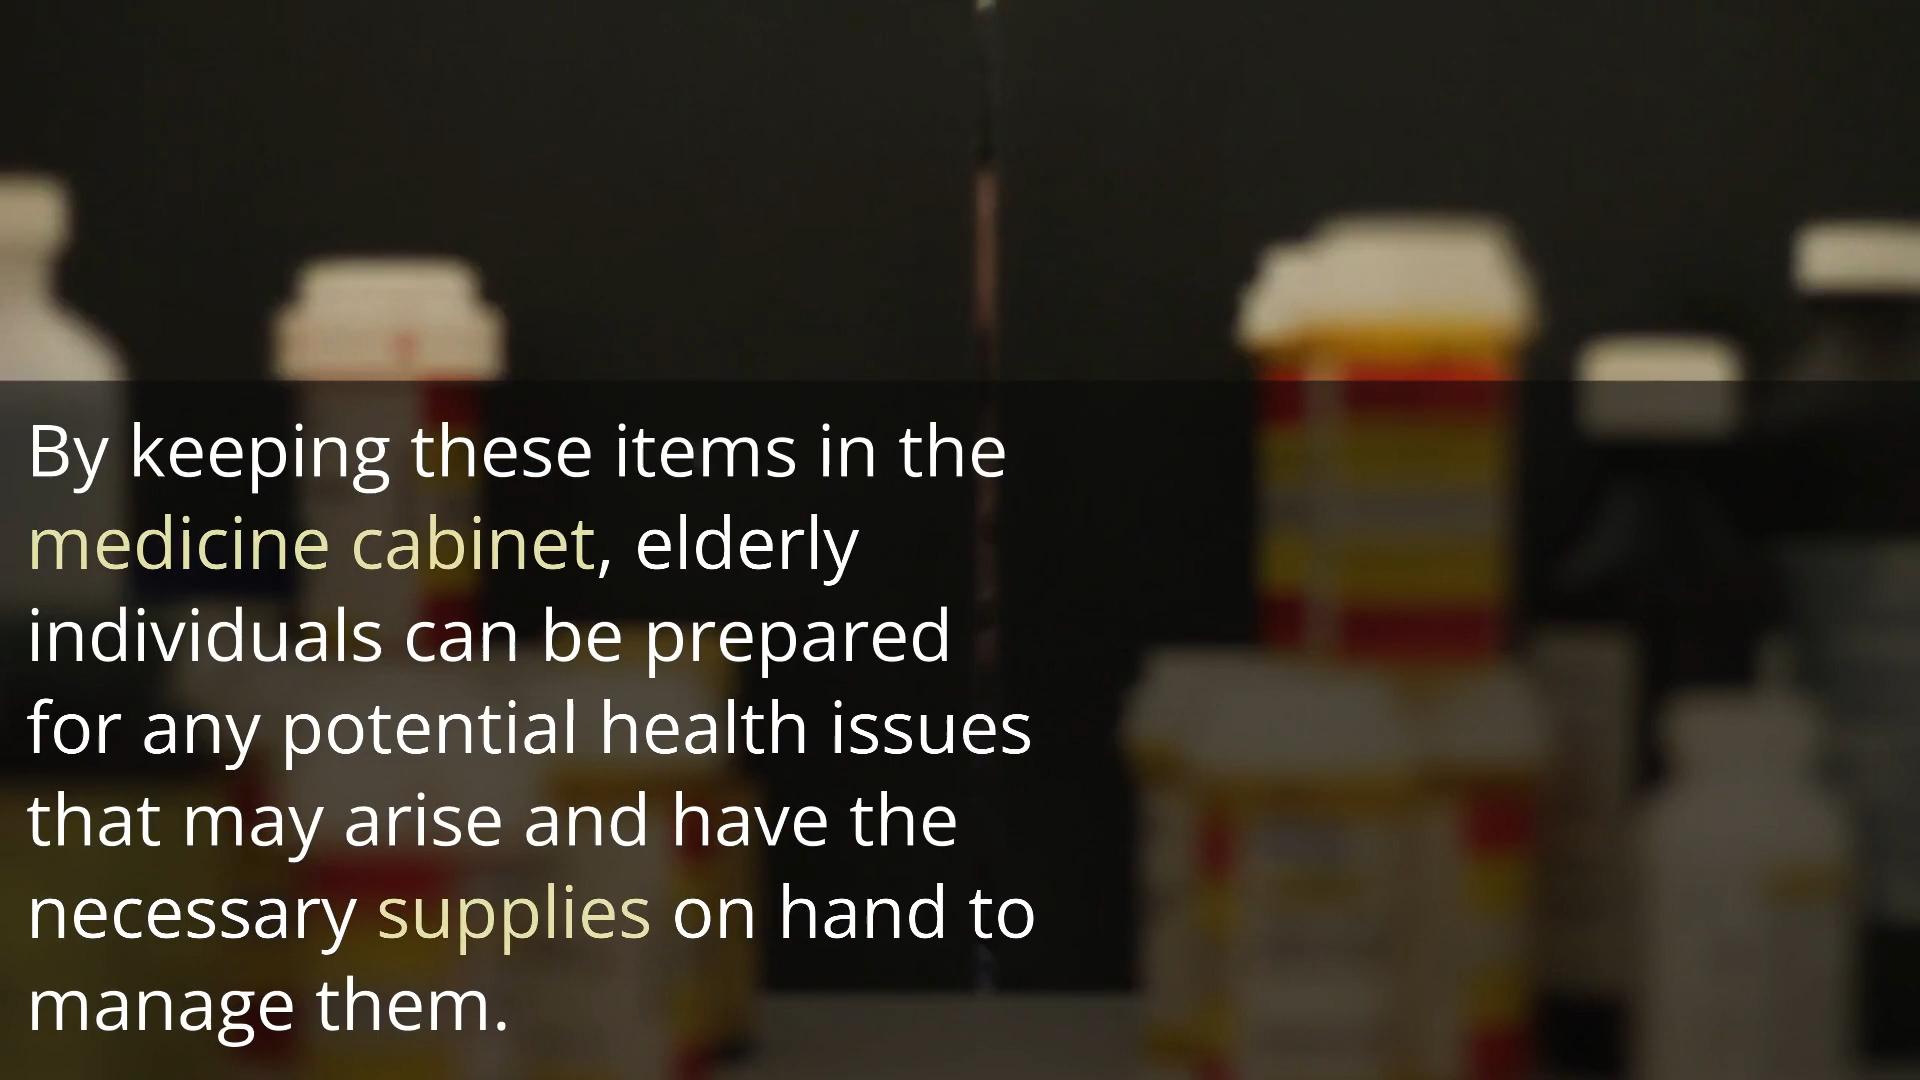 By keeping these items in the
medicine cabinet, elderly
individuals can be prepared
for any potential health issues
that may arise and have the
necessary supplies on hand to
manage them.